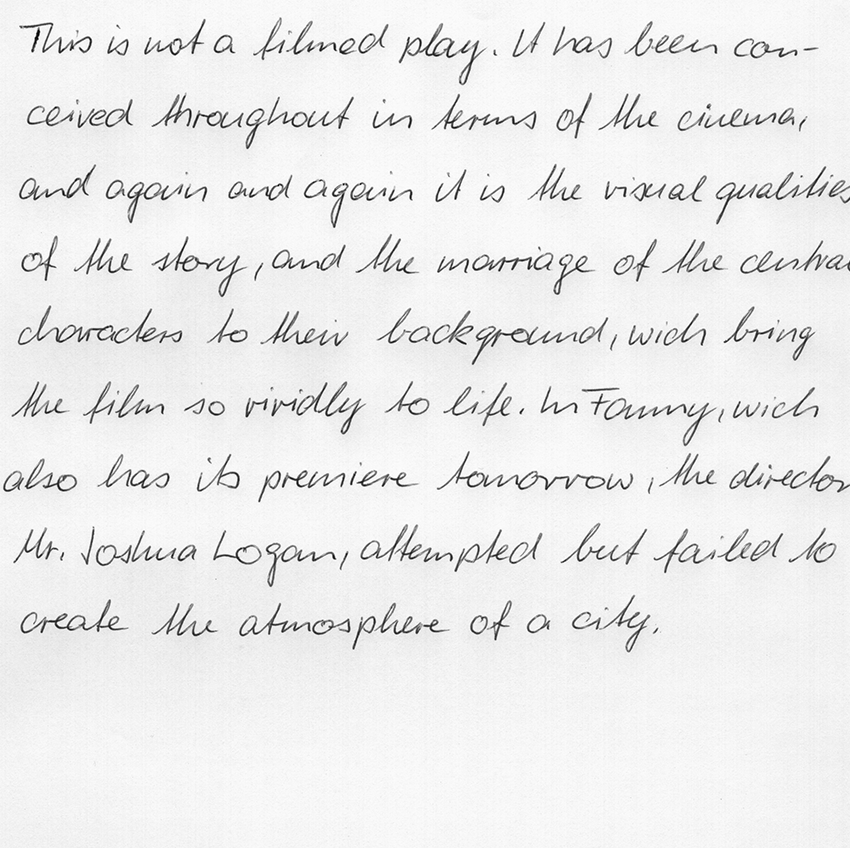 This is not a filmed play. It has been con-
ceived throughout in terms of the cinema,
and again and again it is the visual qualities
of the story, and the marriage of the central
characters to their background, wich bring
the film so vividly to life. In Fanny, wich
also has its premiere tomorrow, the director
Mr. Joshua Logan, attempted but failed to
create the atmosphere of a city.